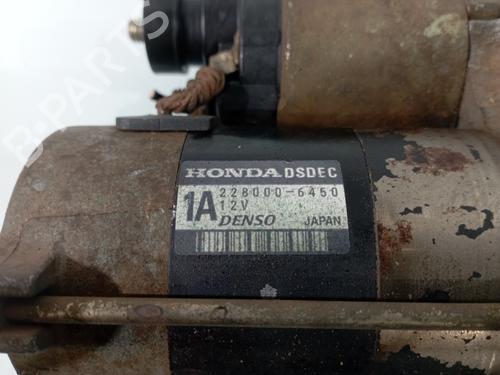 B-PARTS
HONDA DSDEC
1A 228000-6460
12V
DENSO JAPAN